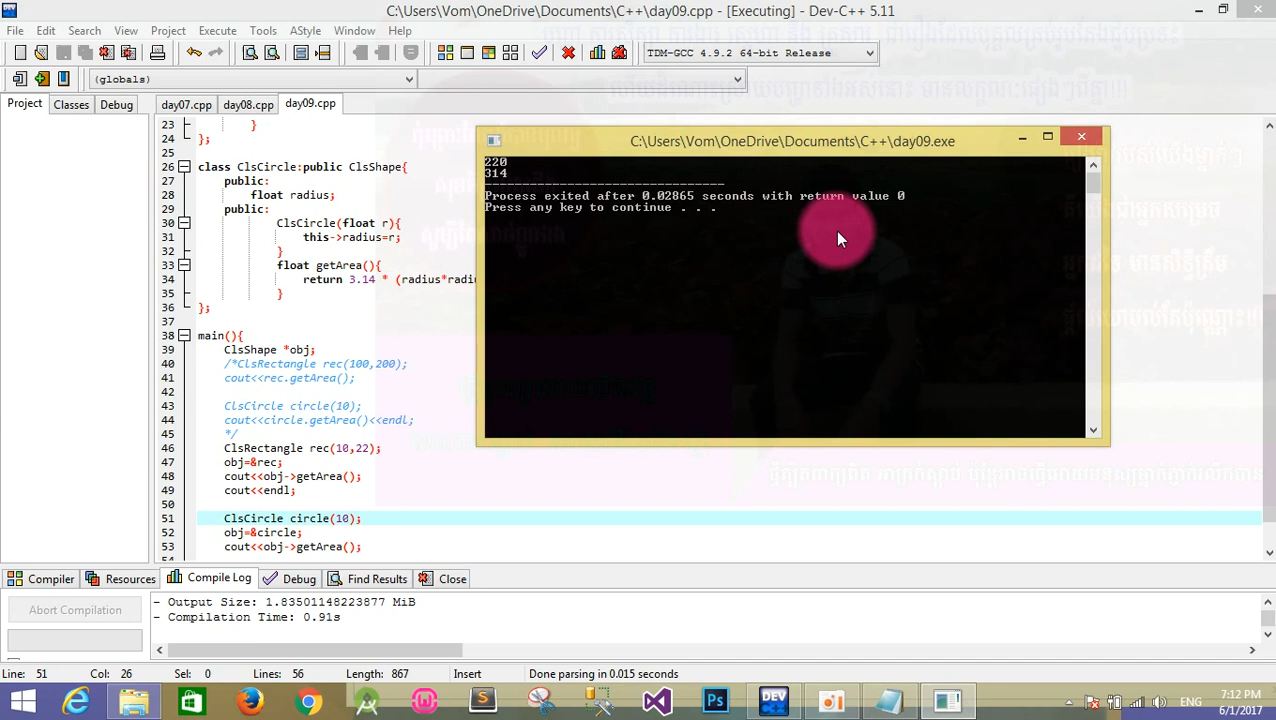 C:\Users\Vom\OneDrive\Documents\C++\day09.cpp - [Executing] - Dev-C++ 5.11
File Edit Search View Project Execute Tools AStyle Window Help
TDM-GCC 4.9.2 64-bit Release
(globals)
Project Classes Debug day07.cpp day08.cpp day09.cpp
23 }
24 };
25
26 class ClsCircle:public ClsShape{
27 public:
28 float radius;
29 public:
30 ClsCircle(float r){
31 this->radius=r;
32 }
33 float getArea(){
34 return 3.14 * (radius*radiu
35 }
36 };
37
38 main(){
39 ClsShape *obj;
40 /*ClsRectangle rec(100,200);
41 cout<<rec.getArea();
42
43 ClsCircle circle(10);
44 cout<<circle.getArea()<<endl;
45 */
46 ClsRectangle rec(10,22);
47 obj=&rec;
48 cout<<obj->getArea();
49 cout<<endl;
50
51 ClsCircle circle(10);
52 obj=&circle;
53 cout<<obj->getArea();
C:\Users\Vom\OneDrive\Documents\C++\day09.exe
220
314
--------------------------------
Process exited after 0.02865 seconds with return value 0
Press any key to continue . . .
Compiler Resources Compile Log Debug Find Results Close
Abort Compilation
- Output Size: 1.83501148223877 MiB
- Compilation Time: 0.91s
Line: 51 Col: 26 Sel: 0 Lines: 56 Length: 867 Insert Done parsing in 0.015 seconds
ENG
7:12 PM
6/1/2017